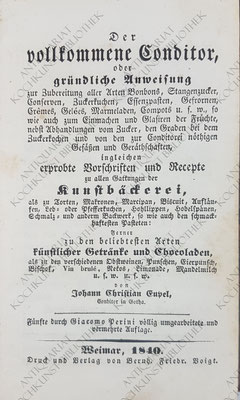 Der
vollkommene Conditor,
oder
gründliche Anweisung
zur Zubereitung aller Arten Bonbons, Stangenzucker,
Conserven, Zuckerkuchen, Essenzpasten, Gefrornen,
Crêmes, Gelées, Marmeladen, Compots u. s. w., so
wie auch zum Einmachen und Glasiren der Früchte,
nebst Abhandlungen vom Zucker, den Graden bei dem
Zuckerkochen und von den zur Conditorei nöthigen
Gefäßen und Geräthschaften,
ingleichen
erprobte Vorschriften und Recepte
zu allen Gattungen der
Kunstbäckerei,
als zu Torten, Makronen, Marcipan, Biscuit, Aufläu-
fen, Leb- oder Pfefferkuchen, Hohlippen, Hobelspänen,
Schmalz- und anderm Backwerk, so wie auch den schmack-
haftesten Pasteten:
ferner
zu den beliebtesten Arten
künstlicher Getränke und Chocoladen,
als zu den verschiedenen Obstweinen, Punschen, Eierpunsch,
Bischof, Vin brulé, Nekus, Limonade, Mandelmilch
u. s. w. u. s. w.
von
Johann Christian Eupel,
Conditor in Gotha.
Fünfte durch Giacomo Perini völlig umgearbeitete und
vermehrte Auflage.
Weimar, 1840.
Druck und Verlag von Bernh. Friedr. Voigt.